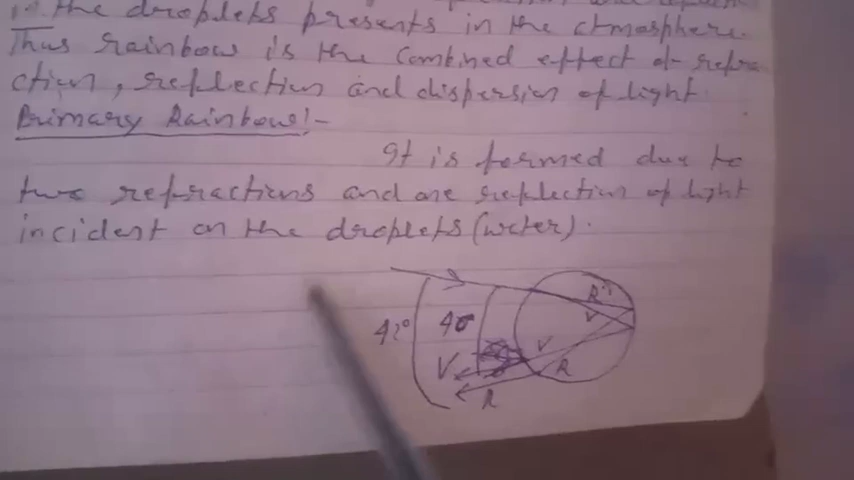 in the droplets presents in the atmosphere.
Thus rainbow is the combined effect of refra
ction, reflection and dispersion of light.
Primary Rainbow:-
It is formed due to
two refractions and one reflection of light
incident on the droplets (water).
R
V
42° 40
V V
R
R